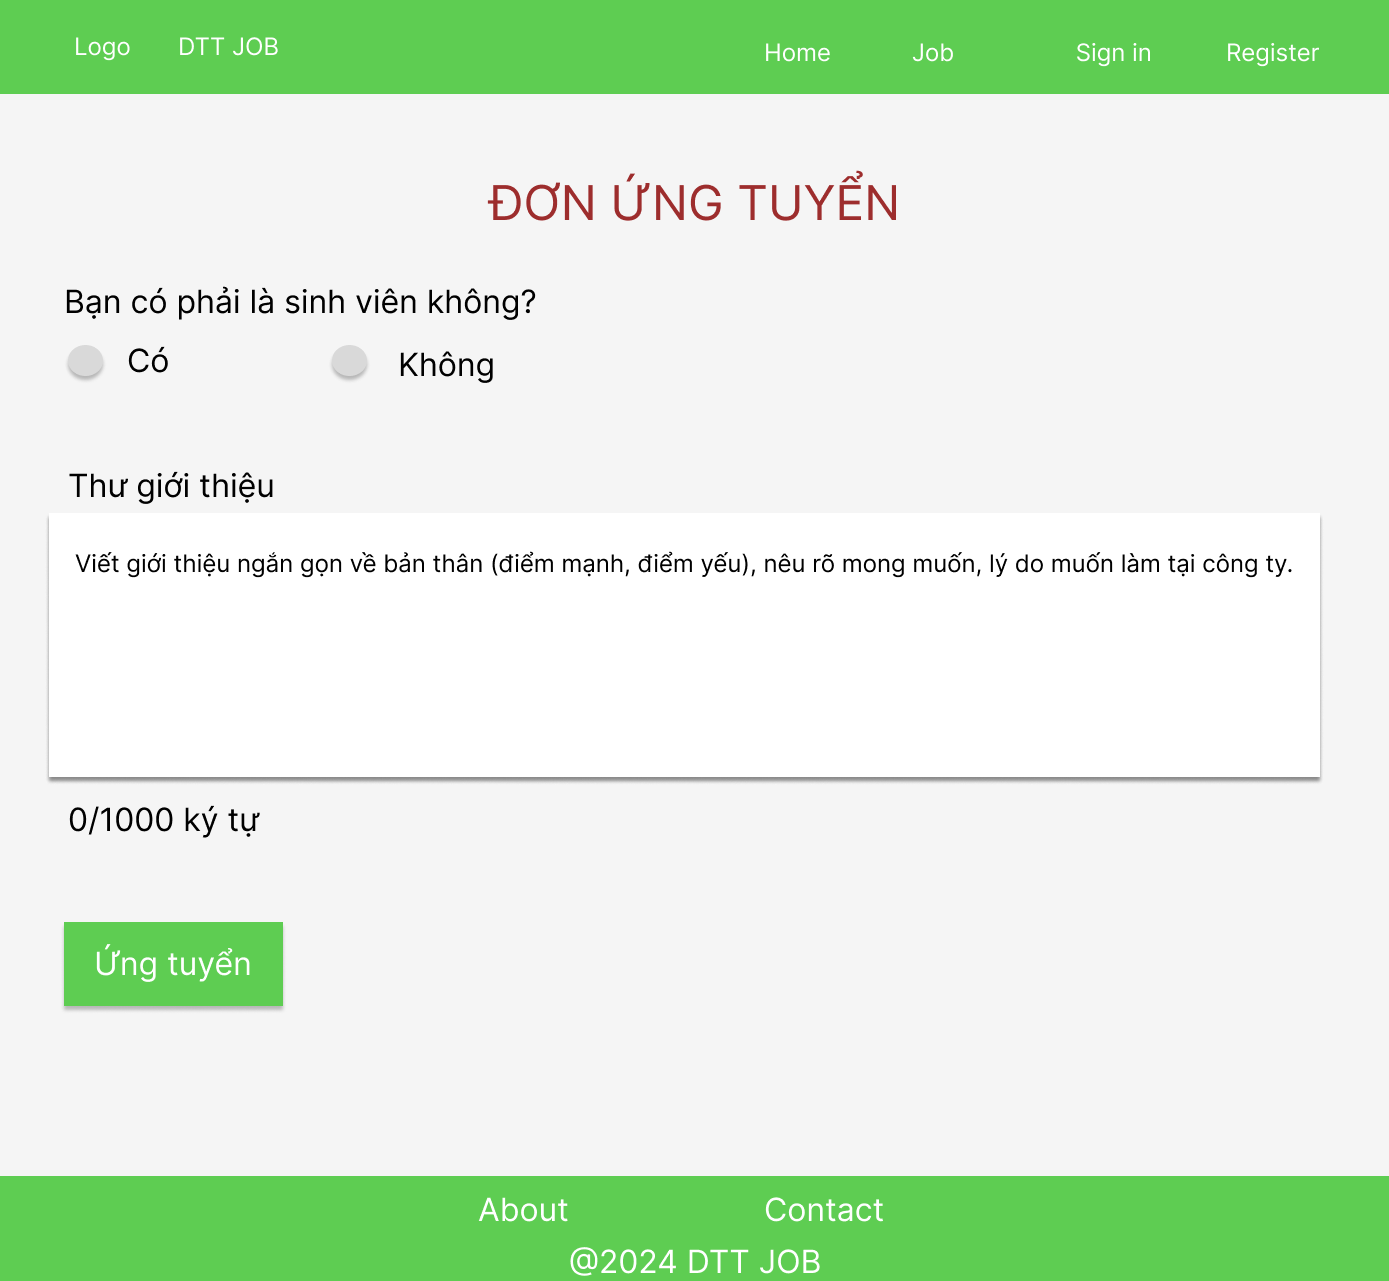 Logo DTT JOB Home Job Sign in Register
ĐƠN ỨNG TUYỂN
Bạn có phải là sinh viên không?
Có Không
Thư giới thiệu
Viết giới thiệu ngắn gọn về bản thân (điểm mạnh, điểm yếu), nêu rõ mong muốn, lý do muốn làm tại công ty.
0/1000 ký tự
Ứng tuyển
About Contact
@2024 DTT JOB